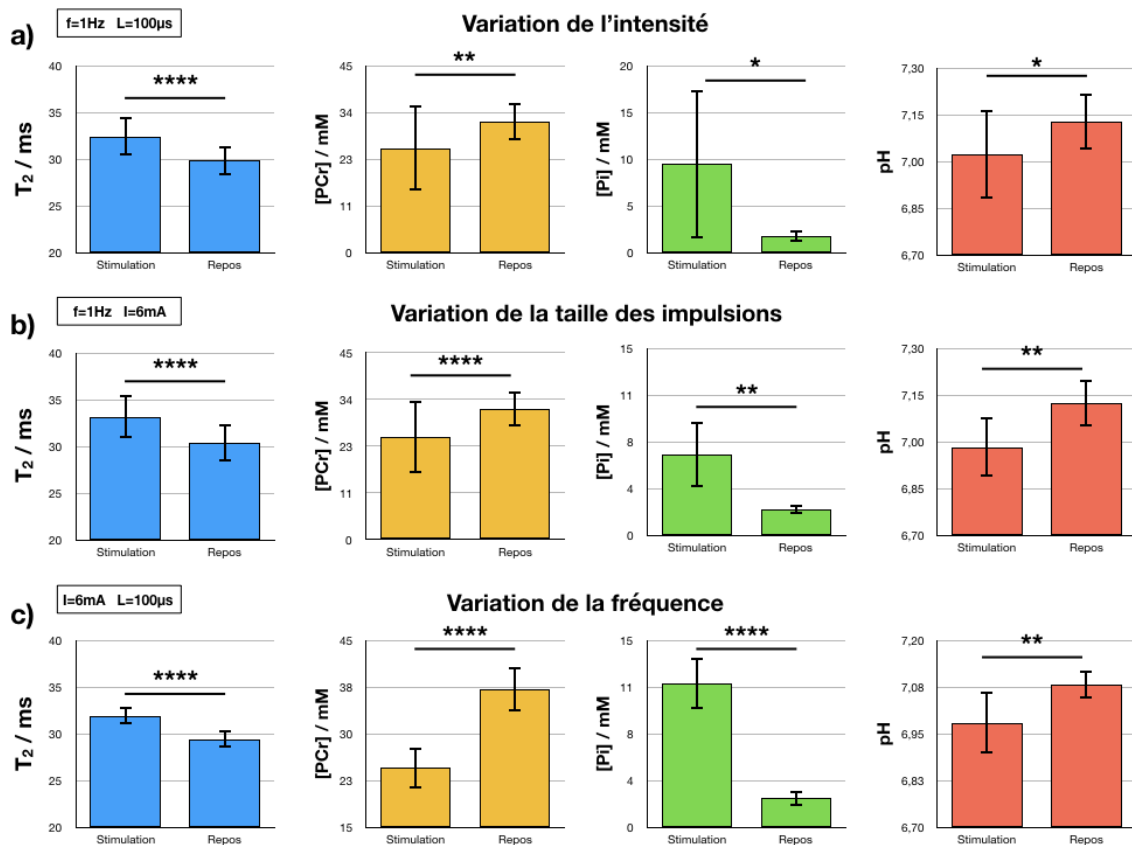 a)
f=1Hz L=100µs
Variation de l'intensité
T₂ / ms
40
35
30
25
20
****
Stimulation Repos
[PCr] / mM
45
34
23
11
0
**
Stimulation Repos
[Pi] / mM
20
15
10
5
0
*
Stimulation Repos
pH
7,30
7,15
7,00
6,85
6,70
*
Stimulation Repos
b)
f=1Hz I=6mA
Variation de la taille des impulsions
T₂ / ms
40
35
30
25
20
****
Stimulation Repos
[PCr] / mM
45
34
23
11
0
****
Stimulation Repos
[Pi] / mM
15
11
8
4
0
**
Stimulation Repos
pH
7,30
7,15
7,00
6,85
6,70
**
Stimulation Repos
c)
I=6mA L=100µs
Variation de la fréquence
T₂ / ms
40
35
30
25
20
****
Stimulation Repos
[PCr] / mM
45
38
30
23
15
****
Stimulation Repos
[Pi] / mM
15
11
8
4
0
****
Stimulation Repos
pH
7,20
7,08
6,95
6,83
6,70
**
Stimulation Repos